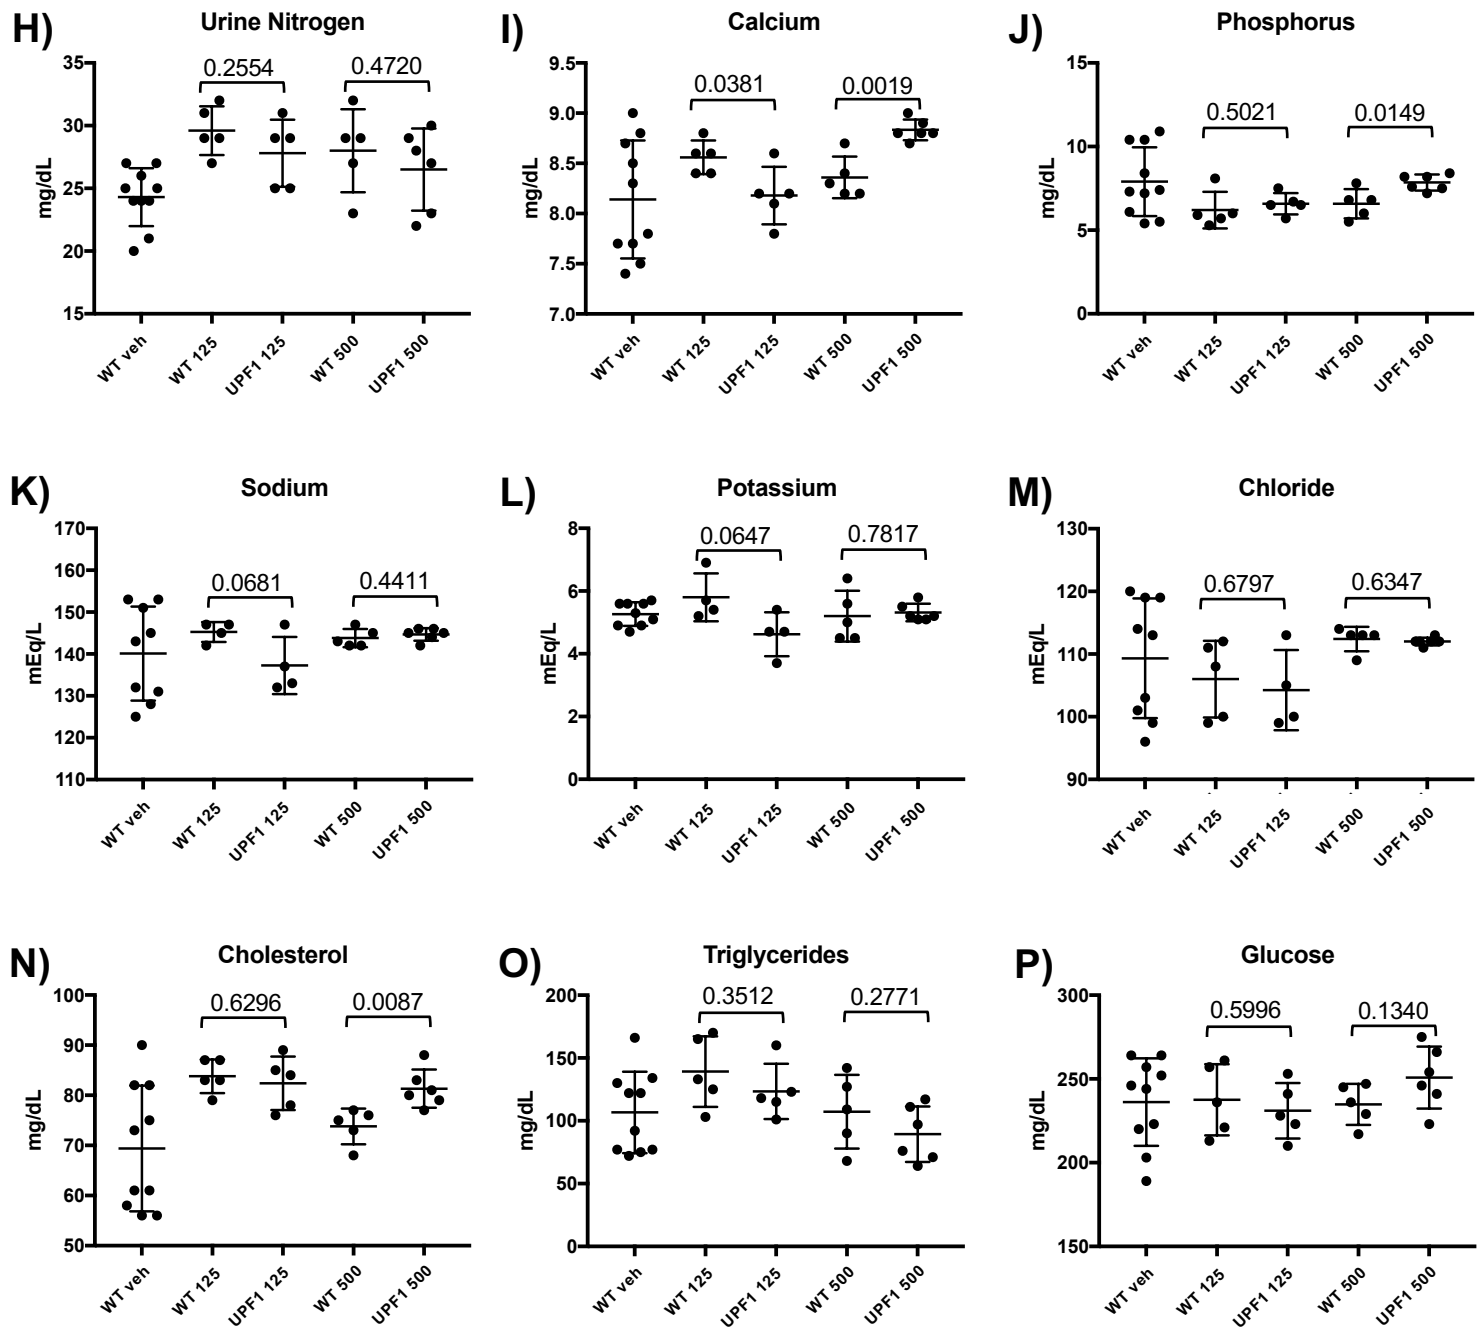 H) Urine Nitrogen
mg/dL
35
30
25
20
15
0.2554
0.4720
WT veh
WT 125
UPF1 125
WT 500
UPF1 500
I) Calcium
mg/dL
9.5
9.0
8.5
8.0
7.5
7.0
0.0381
0.0019
WT veh
WT 125
UPF1 125
WT 500
UPF1 500
J) Phosphorus
mg/dL
15
10
5
0
0.5021
0.0149
WT veh
WT 125
UPF1 125
WT 500
UPF1 500
K) Sodium
mEq/L
170
160
150
140
130
120
110
0.0681
0.4411
WT veh
WT 125
UPF1 125
WT 500
UPF1 500
L) Potassium
mEq/L
8
6
4
2
0
0.0647
0.7817
WT veh
WT 125
UPF1 125
WT 500
UPF1 500
M) Chloride
mEq/L
130
120
110
100
90
0.6797
0.6347
WT veh
WT 125
UPF1 125
WT 500
UPF1 500
N) Cholesterol
mg/dL
100
90
80
70
60
50
0.6296
0.0087
WT veh
WT 125
UPF1 125
WT 500
UPF1 500
O) Triglycerides
mg/dL
200
150
100
50
0
0.3512
0.2771
WT veh
WT 125
UPF1 125
WT 500
UPF1 500
P) Glucose
mg/dL
300
250
200
150
0.5996
0.1340
WT veh
WT 125
UPF1 125
WT 500
UPF1 500